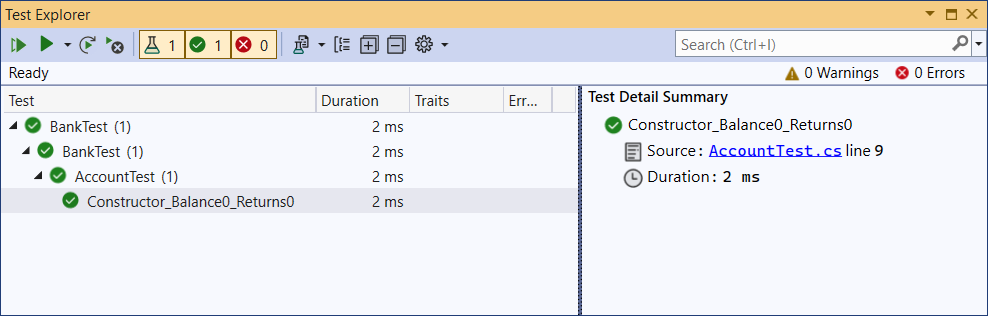 Test Explorer
1 1 0 Search (Ctrl+I)
Ready 0 Warnings 0 Errors
Test Duration Traits Err...
BankTest (1) 2 ms
BankTest (1) 2 ms
AccountTest (1) 2 ms
Constructor_Balance0_Returns0 2 ms
Test Detail Summary
Constructor_Balance0_Returns0
Source: AccountTest.cs line 9
Duration: 2 ms